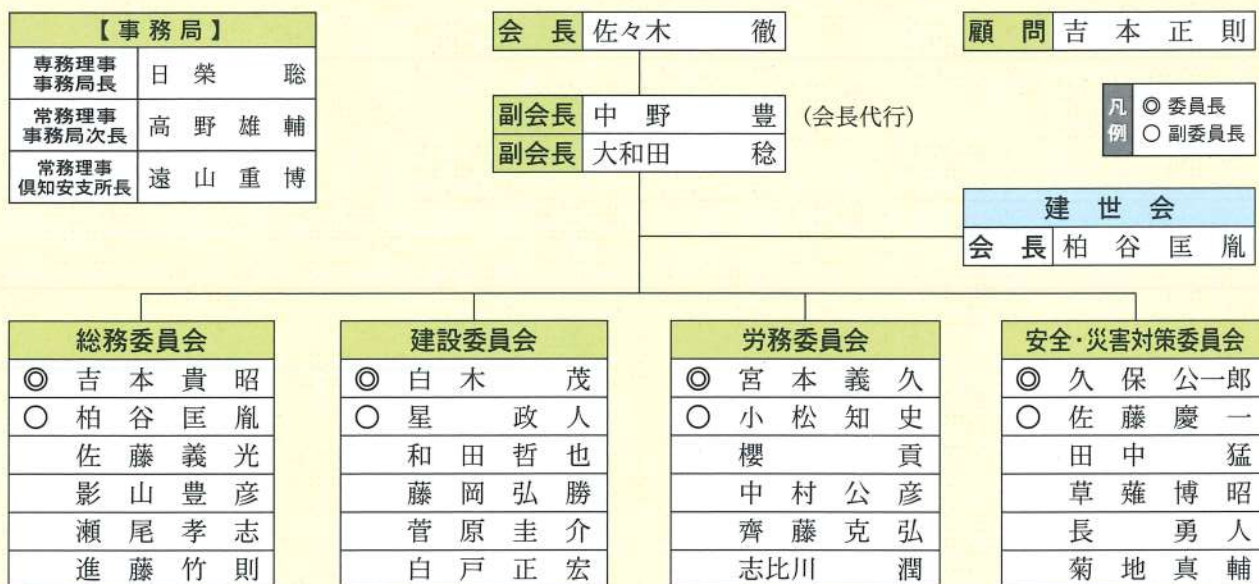 【事務局】
専務理事
事務局長
日榮 聡
常務理事
事務局次長
高野雄輔
常務理事
倶知安支所長
遠山重博
会長 佐々木 徹
副会長 中野 豊 (会長代行)
副会長 大和田 稔
顧問 吉本正則
凡例
◎ 委員長
○ 副委員長
建世会
会長 柏谷匡胤
総務委員会
◎ 吉本貴昭
○ 柏谷匡胤
佐藤義光
影山豊彦
瀬尾孝志
進藤竹則
建設委員会
◎ 白木 茂
○ 星 政人
和田哲也
藤岡弘勝
菅原圭介
白戸正宏
労務委員会
◎ 宮本義久
○ 小松知史
櫻 貢
中村公彦
齊藤克弘
志比川 潤
安全・災害対策委員会
◎ 久保公一郎
○ 佐藤慶一
田中 猛
草薙博昭
長 勇人
菊地真輔